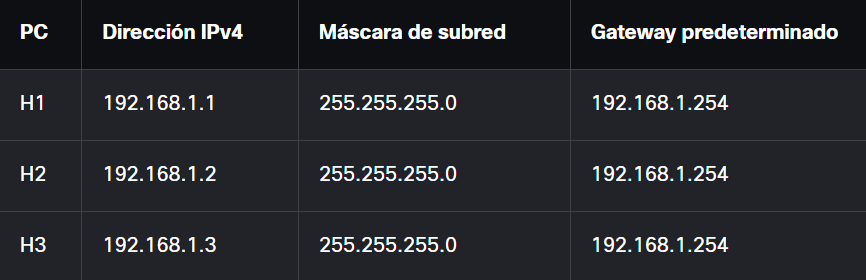 PC Dirección IPv4 Máscara de subred Gateway predeterminado
H1 192.168.1.1 255.255.255.0 192.168.1.254
H2 192.168.1.2 255.255.255.0 192.168.1.254
H3 192.168.1.3 255.255.255.0 192.168.1.254